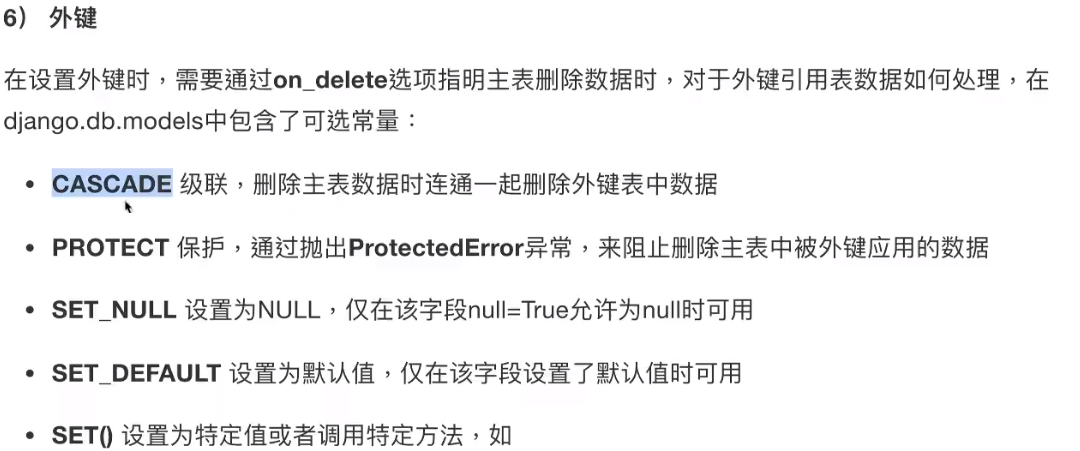 6） 外键
在设置外键时，需要通过on_delete选项指明主表删除数据时，对于外键引用表数据如何处理，在
django.db.models中包含了可选常量：
• CASCADE 级联，删除主表数据时连通一起删除外键表中数据
• PROTECT 保护，通过抛出ProtectedError异常，来阻止删除主表中被外键应用的数据
• SET_NULL 设置为NULL，仅在该字段null=True允许为null时可用
• SET_DEFAULT 设置为默认值，仅在该字段设置了默认值时可用
• SET() 设置为特定值或者调用特定方法，如